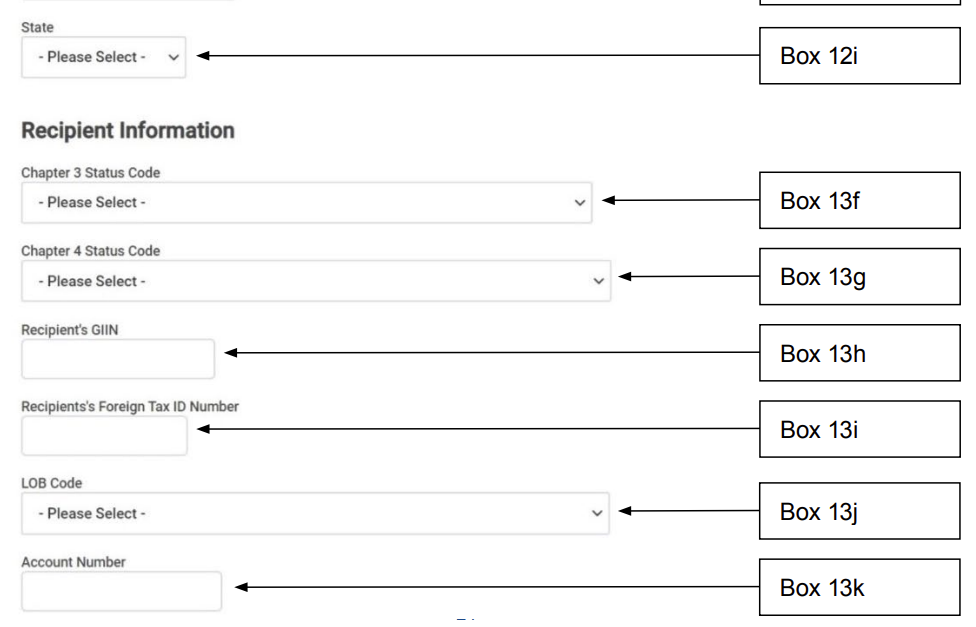 State
- Please Select -
Box 12i
Recipient Information
Chapter 3 Status Code
- Please Select -
Box 13f
Chapter 4 Status Code
- Please Select -
Box 13g
Recipient's GIIN
Box 13h
Recipients's Foreign Tax ID Number
Box 13i
LOB Code
- Please Select -
Box 13j
Account Number
Box 13k